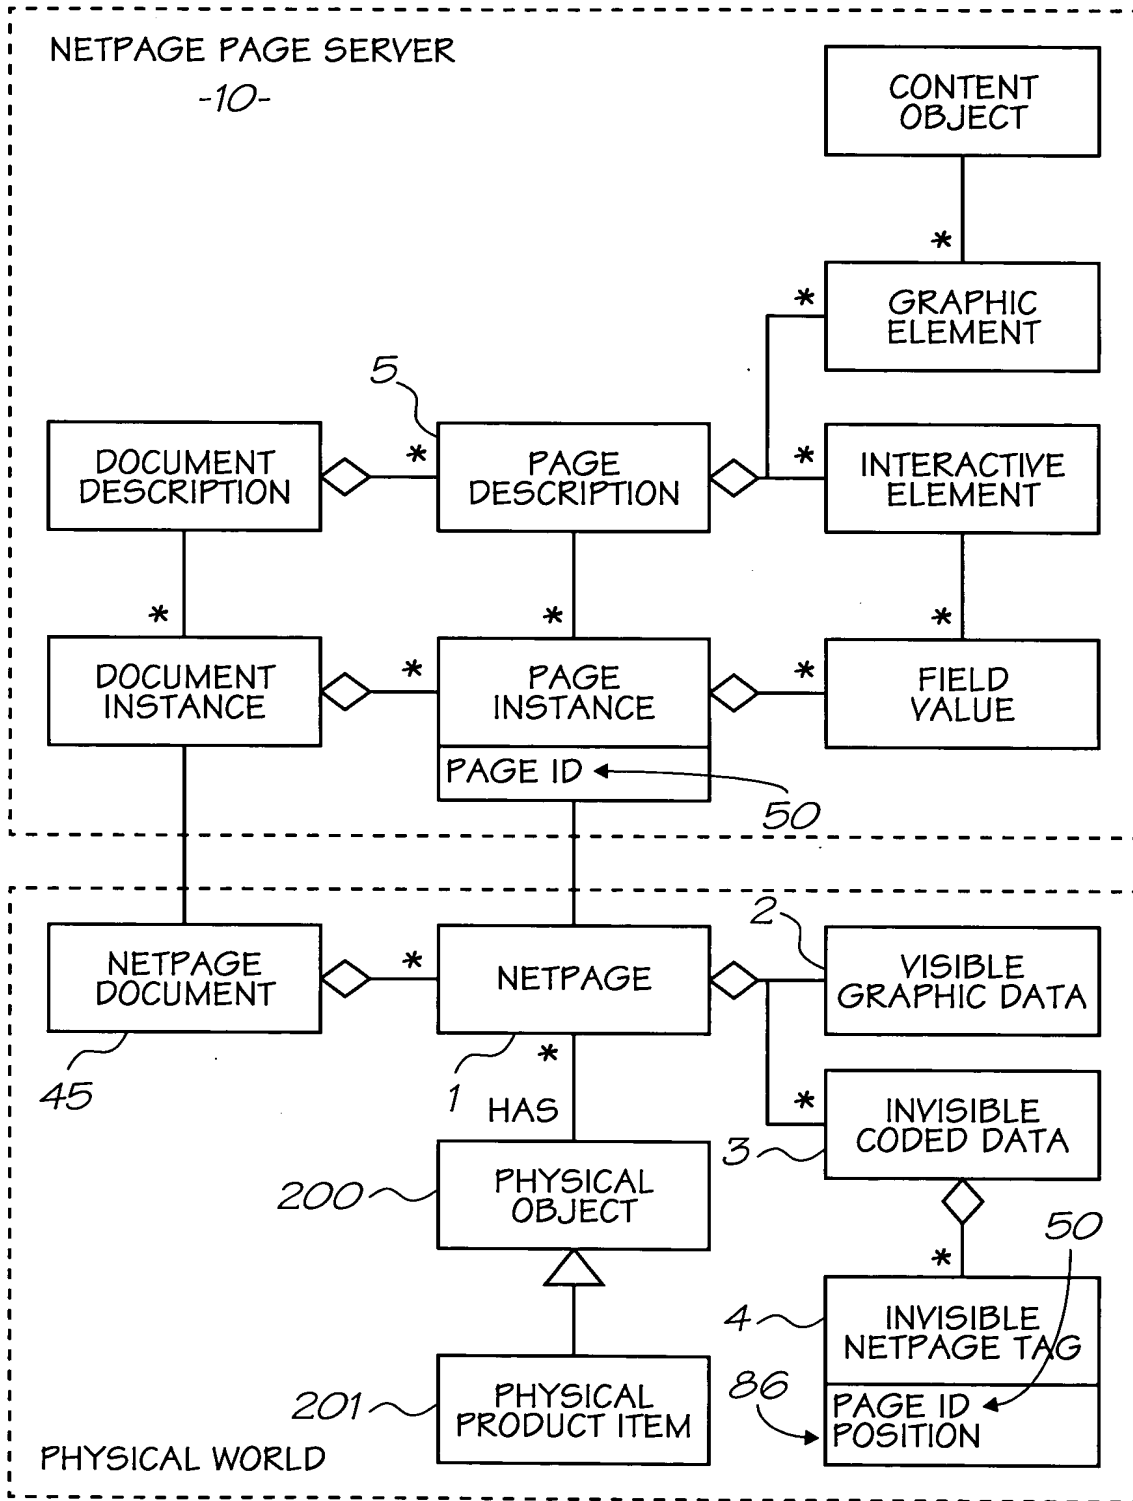 NETPAGE PAGE SERVER
-10-
CONTENT
OBJECT
*
GRAPHIC
ELEMENT
*
5
DOCUMENT
DESCRIPTION
*
PAGE
DESCRIPTION
*
INTERACTIVE
ELEMENT
*
*
*
DOCUMENT
INSTANCE
*
PAGE
INSTANCE
*
FIELD
VALUE
PAGE ID
50
NETPAGE
DOCUMENT
45
*
NETPAGE
1
2
VISIBLE
GRAPHIC DATA
*
HAS
*
3
INVISIBLE
CODED DATA
200
PHYSICAL
OBJECT
50
*
4
INVISIBLE
NETPAGE TAG
86
PAGE ID
POSITION
201
PHYSICAL
PRODUCT ITEM
PHYSICAL WORLD